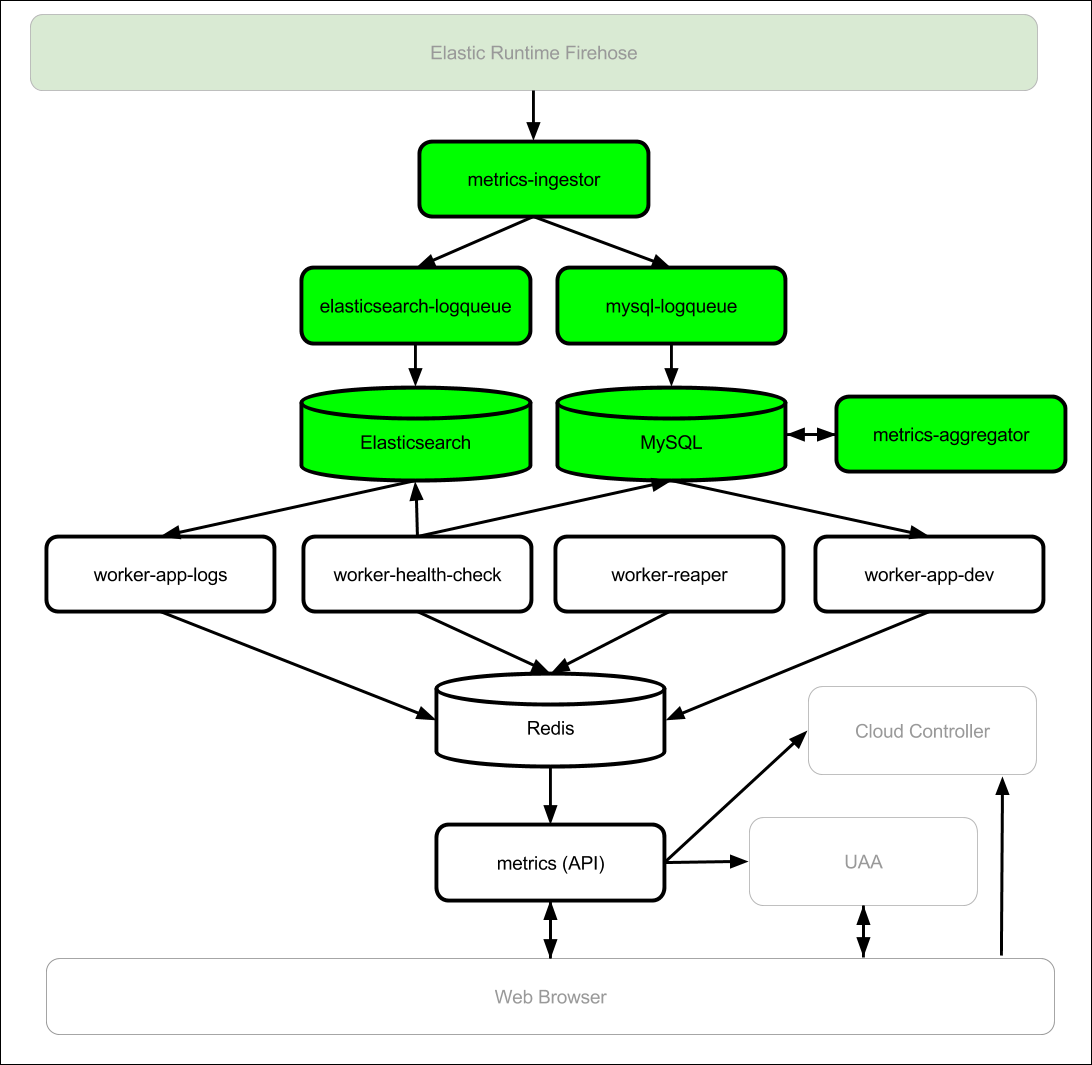 Elastic Runtime Firehose
metrics-ingestor
elasticsearch-logqueue
mysql-logqueue
Elasticsearch
MySQL
metrics-aggregator
worker-app-logs
worker-health-check
worker-reaper
worker-app-dev
Redis
Cloud Controller
metrics (API)
UAA
Web Browser